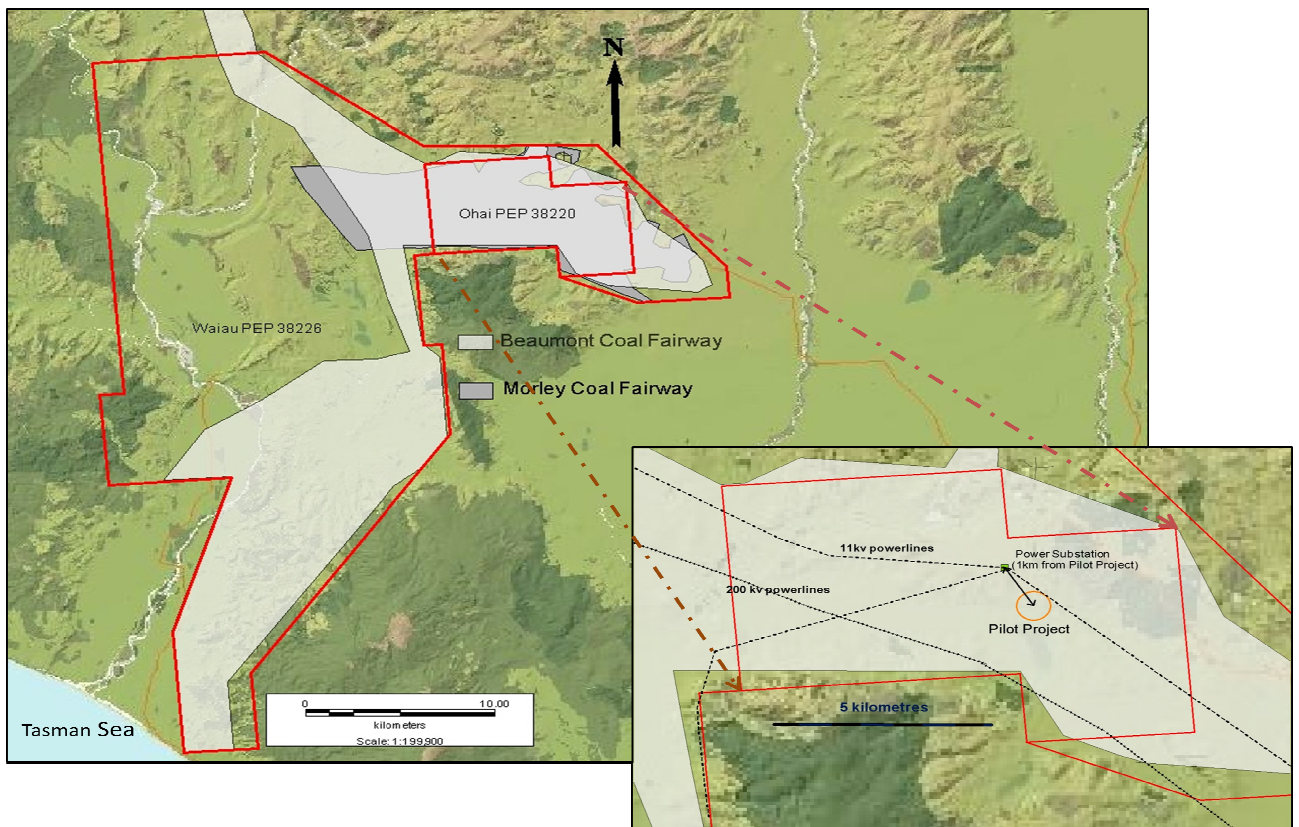 N
Ohai PEP 38220
Waiau PEP 38226
Beaumont Coal Fairway
Morley Coal Fairway
0 10.00
kilometers
Scale: 1:199,900
Tasman Sea
11kv powerlines
Power Substation
(1km from Pilot Project)
200 kv powerlines
Pilot Project
5 kilometres